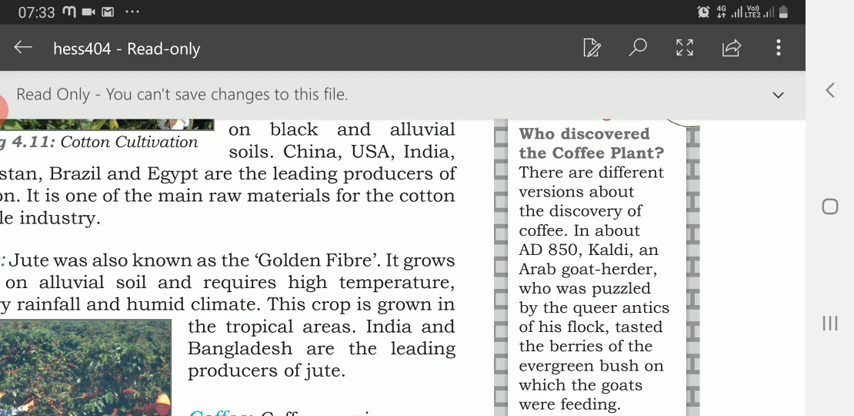 07:33
4G
Vo))
LTE2
hess404 - Read-only
Read Only - You can't save changes to this file.
on black and alluvial
4.11: Cotton Cultivation
soils. China, USA, India,
stan, Brazil and Egypt are the leading producers of
on. It is one of the main raw materials for the cotton
le industry.
: Jute was also known as the ‘Golden Fibre’. It grows
on alluvial soil and requires high temperature,
y rainfall and humid climate. This crop is grown in
the tropical areas. India and
Bangladesh are the leading
producers of jute.
Who discovered
the Coffee Plant?
There are different
versions about
the discovery of
coffee. In about
AD 850, Kaldi, an
Arab goat-herder,
who was puzzled
by the queer antics
of his flock, tasted
the berries of the
evergreen bush on
which the goats
were feeding.